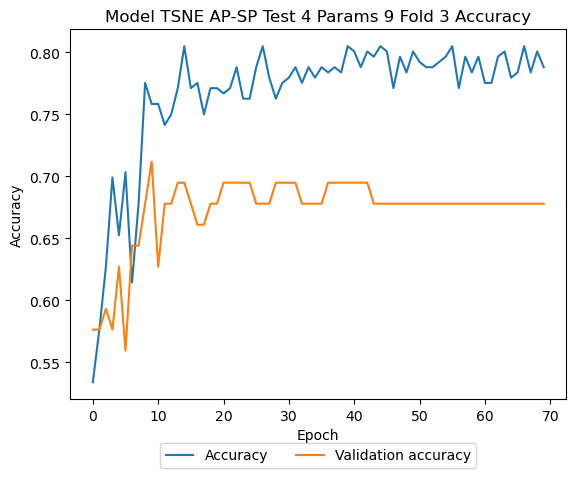 Model TSNE AP-SP Test 4 Params 9 Fold 3 Accuracy
0.80
0.75
0.70
0.65
0.60
0.55
Accuracy
0 10 20 30 40 50 60 70
Epoch
Accuracy Validation accuracy